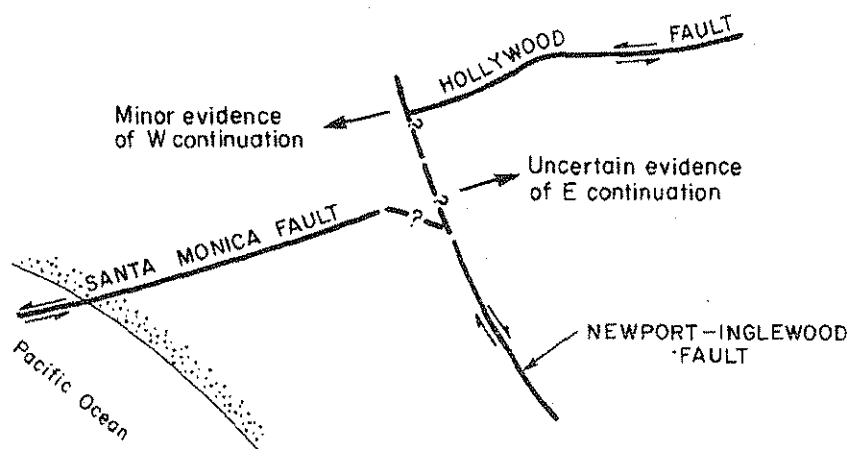 HOLLYWOOD FAULT
Minor evidence
of W continuation
?
Uncertain evidence
of E continuation
?
?
SANTA MONICA FAULT
NEWPORT-INGLEWOOD
FAULT
Pacific Ocean